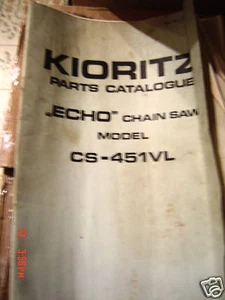 KIORITZ
PARTS CATALOGUE
„ECHO" CHAIN SAW
MODEL
CS-451VL